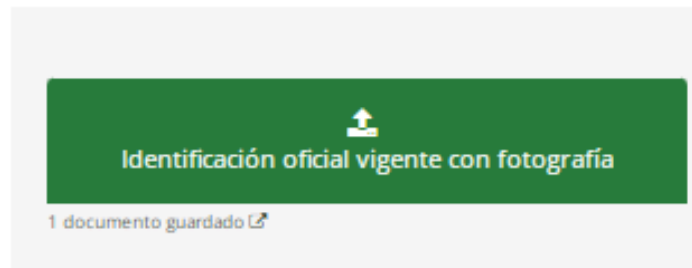 Identificación oficial vigente con fotografía
1 documento guardado